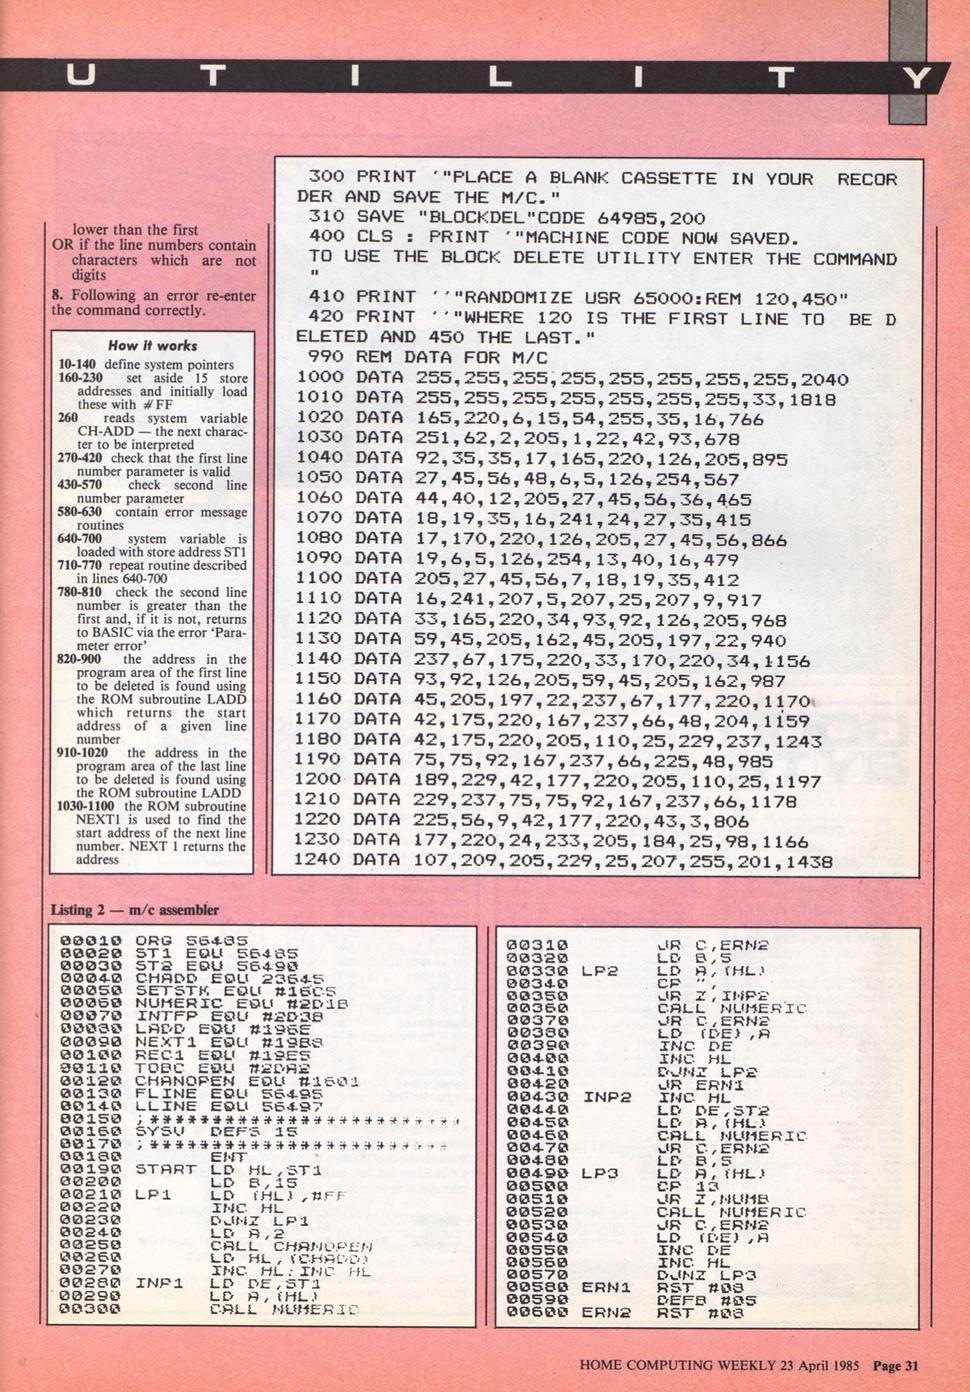 U T I L I T Y
lower than the first
OR if the line numbers contain
characters which are not
digits
8. Following an error re-enter
the command correctly.
How it works
10-140 define system pointers
160-230 set aside 15 store
addresses and initially load
these with #FF
260 reads system variable
CH-ADD — the next charac-
ter to be interpreted
270-420 check that the first line
number parameter is valid
430-570 check second line
number parameter
580-630 contain error message
routines
640-700 system variable is
loaded with store address ST1
710-770 repeat routine described
in lines 640-700
780-810 check the second line
number is greater than the
first and, if it is not, returns
to BASIC via the error 'Para-
meter error'
820-900 the address in the
program area of the first line
to be deleted is found using
the ROM subroutine LADD
which returns the start
address of a given line
number
910-1020 the address in the
program area of the last line
to be deleted is found using
the ROM subroutine LADD
1030-1100 the ROM subroutine
NEXT1 is used to find the
start address of the next line
number. NEXT 1 returns the
address
300 PRINT '"PLACE A BLANK CASSETTE IN YOUR RECOR
DER AND SAVE THE M/C."
310 SAVE "BLOCKDEL"CODE 64985,200
400 CLS : PRINT '"MACHINE CODE NOW SAVED.
TO USE THE BLOCK DELETE UTILITY ENTER THE COMMAND
"
410 PRINT ''"RANDOMIZE USR 65000:REM 120,450"
420 PRINT ''"WHERE 120 IS THE FIRST LINE TO BE D
ELETED AND 450 THE LAST."
990 REM DATA FOR M/C
1000 DATA 255,255,255,255,255,255,255,255,2040
1010 DATA 255,255,255,255,255,255,255,33,1818
1020 DATA 165,220,6,15,54,255,35,16,766
1030 DATA 251,62,2,205,1,22,42,93,678
1040 DATA 92,35,35,17,165,220,126,205,895
1050 DATA 27,45,56,48,6,5,126,254,567
1060 DATA 44,40,12,205,27,45,56,36,465
1070 DATA 18,19,35,16,241,24,27,35,415
1080 DATA 17,170,220,126,205,27,45,56,866
1090 DATA 19,6,5,126,254,13,40,16,479
1100 DATA 205,27,45,56,7,18,19,35,412
1110 DATA 16,241,207,5,207,25,207,9,917
1120 DATA 33,165,220,34,93,92,126,205,968
1130 DATA 59,45,205,162,45,205,197,22,940
1140 DATA 237,67,175,220,33,170,220,34,1156
1150 DATA 93,92,126,205,59,45,205,162,987
1160 DATA 45,205,197,22,237,67,177,220,1170
1170 DATA 42,175,220,167,237,66,48,204,1159
1180 DATA 42,175,220,205,110,25,229,237,1243
1190 DATA 75,75,92,167,237,66,225,48,985
1200 DATA 189,229,42,177,220,205,110,25,1197
1210 DATA 229,237,75,75,92,167,237,66,1178
1220 DATA 225,56,9,42,177,220,43,3,806
1230 DATA 177,220,24,233,205,184,25,98,1166
1240 DATA 107,209,205,229,25,207,255,201,1438
Listing 2 — m/c assembler
00010 ORG 56485
00020 ST1 EQU 56485
00030 ST2 EQU 56490
00040 CHADD EQU 23645
00050 SETSTK EQU #16C5
00060 NUMERIC EQU #2D1B
00070 INTFP EQU #2D3B
00080 LADD EQU #196E
00090 NEXT1 EQU #19B8
00100 REC1 EQU #19E5
00110 TOBC EQU #2DA2
00120 CHANOPEN EQU #1601
00130 FLINE EQU 56495
00140 LLINE EQU 56497
00150 ;*************************
00160 SYSV DEFS 15
00170 ;************************
00180 ENT
00190 START LD HL,ST1
00200 LD B,15
00210 LP1 LD (HL),#FF
00220 INC HL
00230 DJNZ LP1
00240 LD A,2
00250 CALL CHANOPEN
00260 LD HL,(CHADD)
00270 INC HL:INC HL
00280 INP1 LD DE,ST1
00290 LD A,(HL)
00300 CALL NUMERIC
00310 JR C,ERN2
00320 LD B,5
00330 LP2 LD A,(HL)
00340 CP ",
00350 JR Z,INP2
00360 CALL NUMERIC
00370 JR C,ERN2
00380 LD (DE),A
00390 INC DE
00400 INC HL
00410 DJNZ LP2
00420 JR ERN1
00430 INP2 INC HL
00440 LD DE,ST2
00450 LD A,(HL)
00460 CALL NUMERIC
00470 JR C,ERN2
00480 LD B,5
00490 LP3 LD A,(HL)
00500 CP 13
00510 JR Z,NUMB
00520 CALL NUMERIC
00530 JR C,ERN2
00540 LD (DE),A
00550 INC DE
00560 INC HL
00570 DJNZ LP3
00580 ERN1 RST #08
00590 DEFB #05
00600 ERN2 RST #08
HOME COMPUTING WEEKLY 23 April 1985 Page 31